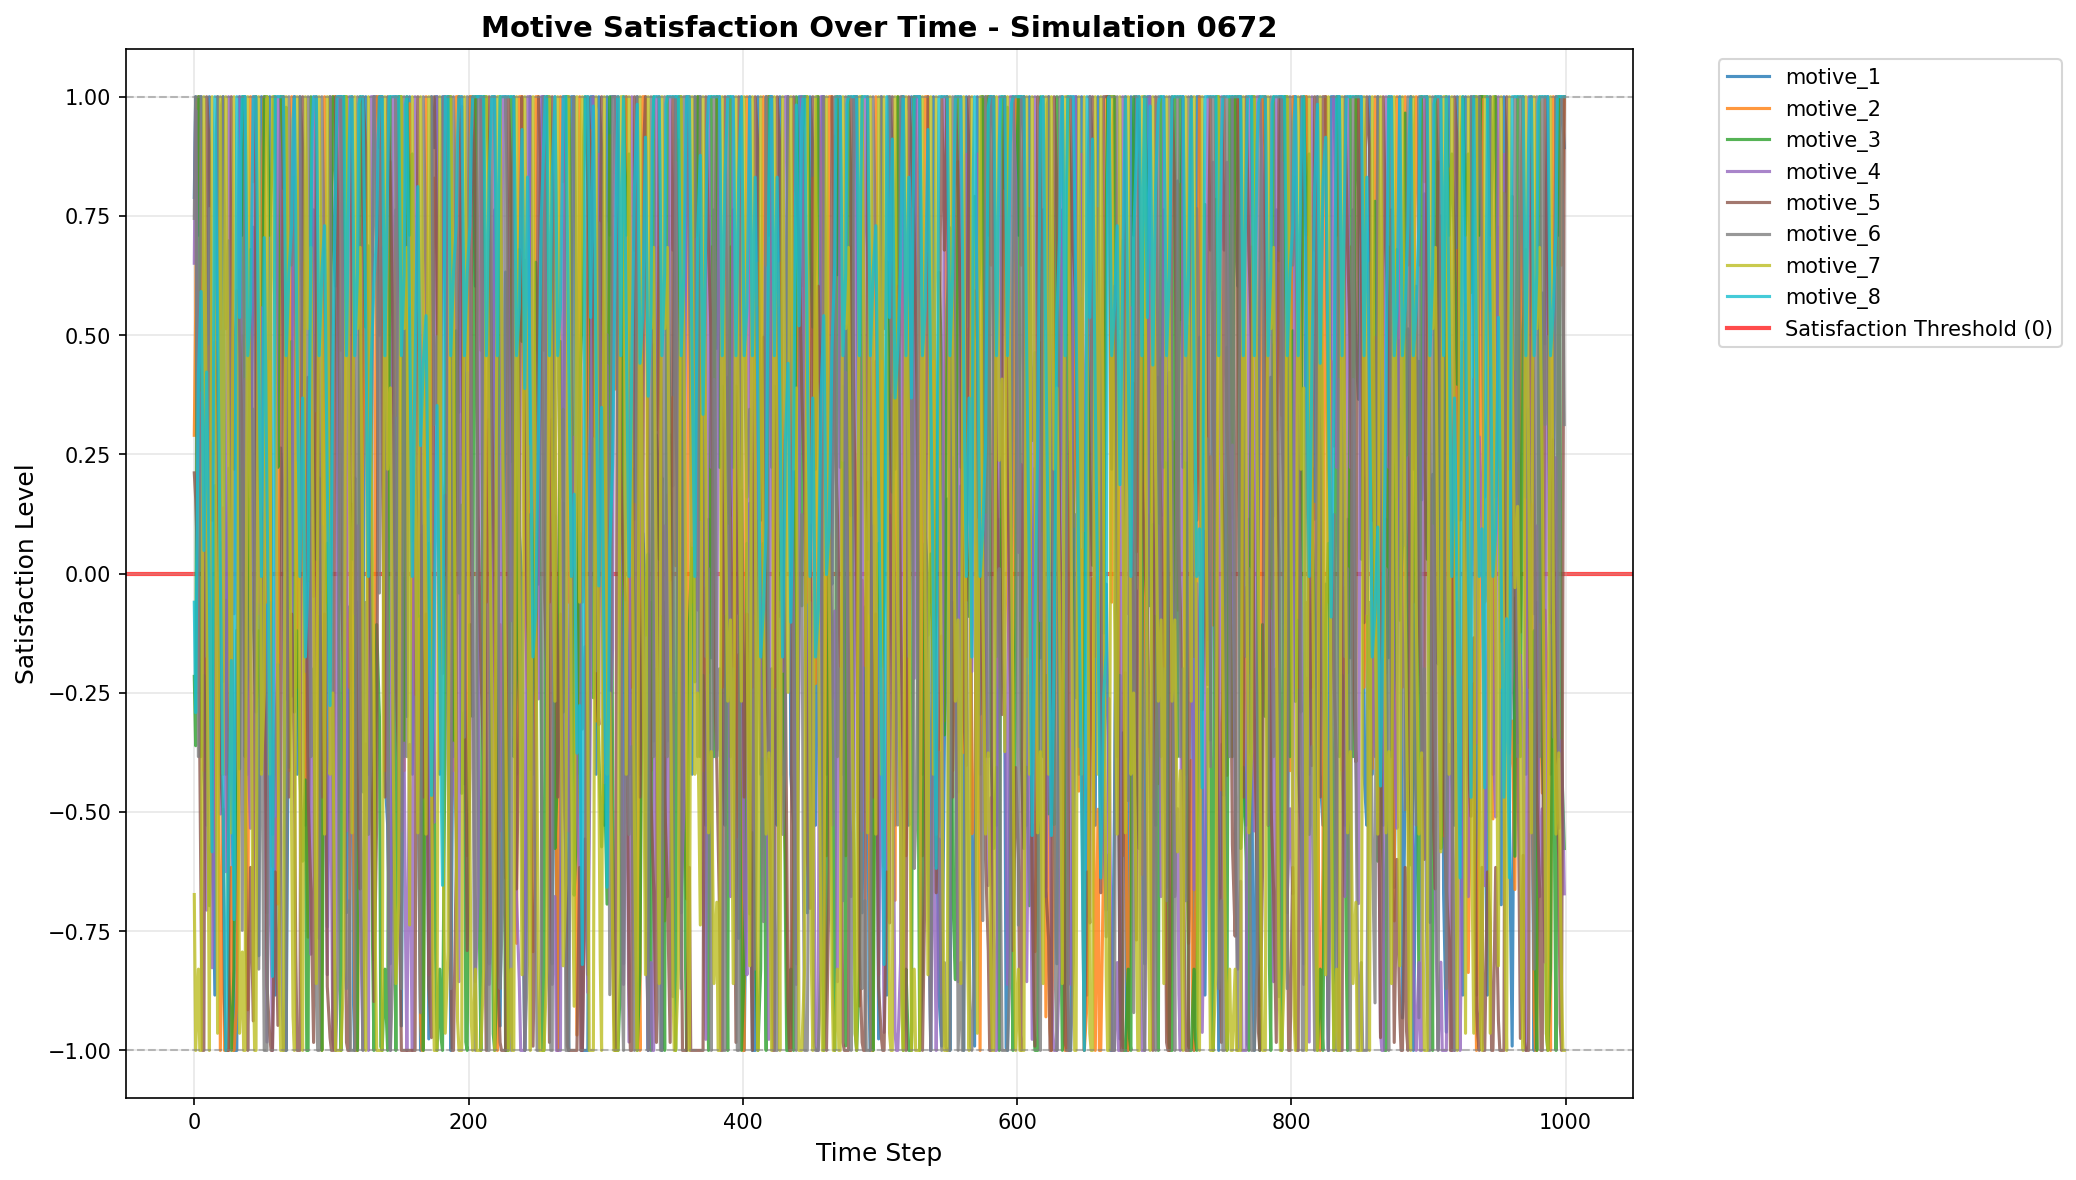 Motive Satisfaction Over Time - Simulation 0672
1.00
0.75
0.50
0.25
0.00
−0.25
−0.50
−0.75
−1.00
Satisfaction Level
0
200
400
600
800
1000
Time Step
motive_1
motive_2
motive_3
motive_4
motive_5
motive_6
motive_7
motive_8
Satisfaction Threshold (0)